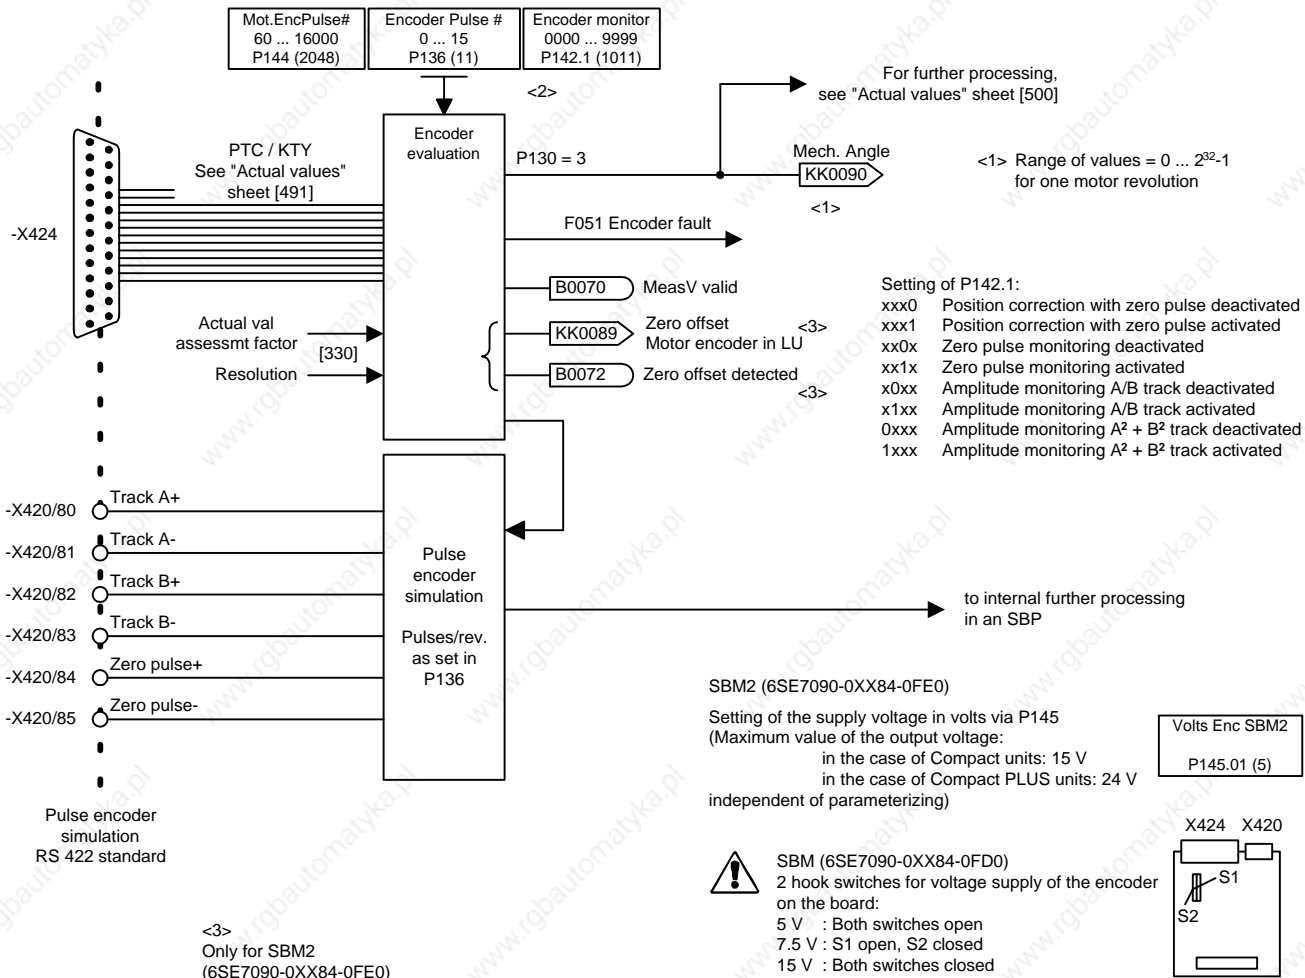 Mot.EncPulse#
60 ... 16000
P144 (2048)
Encoder Pulse #
0 ... 15
P136 (11)
Encoder monitor
0000 ... 9999
P142.1 (1011)
<2>
For further processing,
see "Actual values" sheet [500]
Encoder
evaluation
P130 = 3
PTC / KTY
See "Actual values"
sheet [491]
Mech. Angle
KK0090
<1>
<1> Range of values = 0 ... 2³²-1
for one motor revolution
-X424
F051 Encoder fault
B0070
MeasV valid
KK0089
Zero offset
Motor encoder in LU
<3>
B0072
Zero offset detected
<3>
Actual val
assessmt factor
[330]
Resolution
Setting of P142.1:
xxx0 Position correction with zero pulse deactivated
xxx1 Position correction with zero pulse activated
xx0x Zero pulse monitoring deactivated
xx1x Zero pulse monitoring activated
x0xx Amplitude monitoring A/B track deactivated
x1xx Amplitude monitoring A/B track activated
0xxx Amplitude monitoring A² + B² track deactivated
1xxx Amplitude monitoring A² + B² track activated
-X420/80 Track A+
-X420/81 Track A-
-X420/82 Track B+
-X420/83 Track B-
-X420/84 Zero pulse+
-X420/85 Zero pulse-
Pulse
encoder
simulation
Pulses/rev.
as set in
P136
to internal further processing
in an SBP
Pulse encoder
simulation
RS 422 standard
SBM2 (6SE7090-0XX84-0FE0)
Setting of the supply voltage in volts via P145
(Maximum value of the output voltage:
in the case of Compact units: 15 V
in the case of Compact PLUS units: 24 V
independent of parameterizing)
Volts Enc SBM2
P145.01 (5)
SBM (6SE7090-0XX84-0FD0)
2 hook switches for voltage supply of the encoder
on the board:
5 V : Both switches open
7.5 V : S1 open, S2 closed
15 V : Both switches closed
X424 X420
S1
S2
<3>
Only for SBM2
(6SE7090-0XX84-0FE0)
www.rgbautomatyka.pl